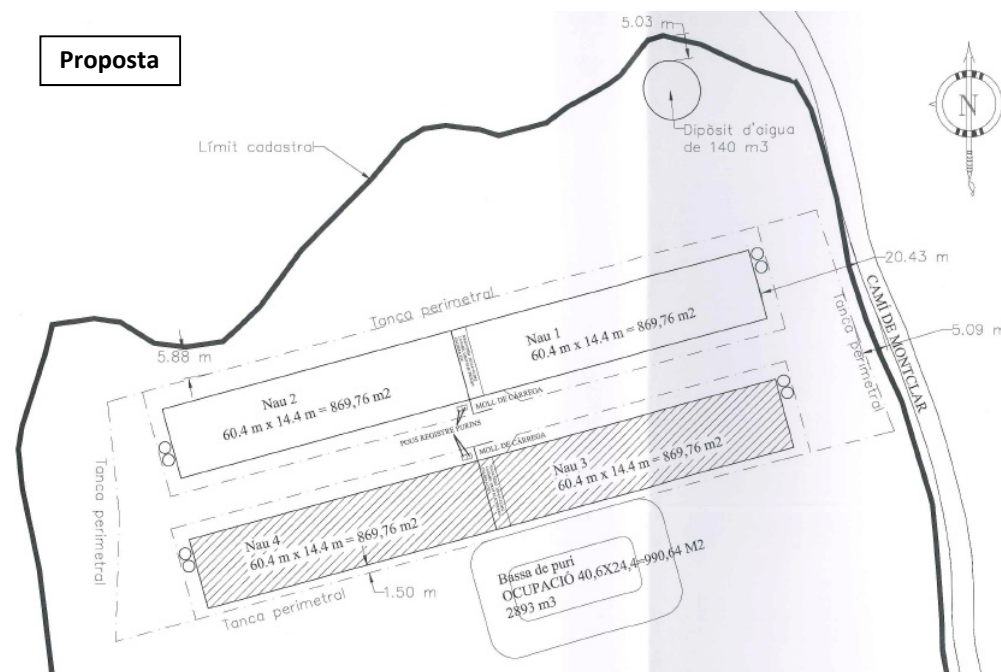 Proposta
5.03 m
N
Dipòsit d'aigua
de 140 m3
Límit cadastral
20.43 m
CAMÍ DE MONTCLAR
Tanca perimetral
5.09 m
Tanca perimetral
Nau 1
60.4 m x 14.4 m = 869,76 m2
5.88 m
Nau 2
60.4 m x 14.4 m = 869,76 m2
MOLL DE CÀRREGA
POUS REGISTRE PURINS
MOLL DE CÀRREGA
Nau 3
60.4 m x 14.4 m = 869,76 m2
Tanca perimetral
Nau 4
60.4 m x 14.4 m = 869,76 m2
Bassa de purí
OCUPACIÓ 40,6X24,4=990,64 M2
2893 m3
1.50 m
Tanca perimetral